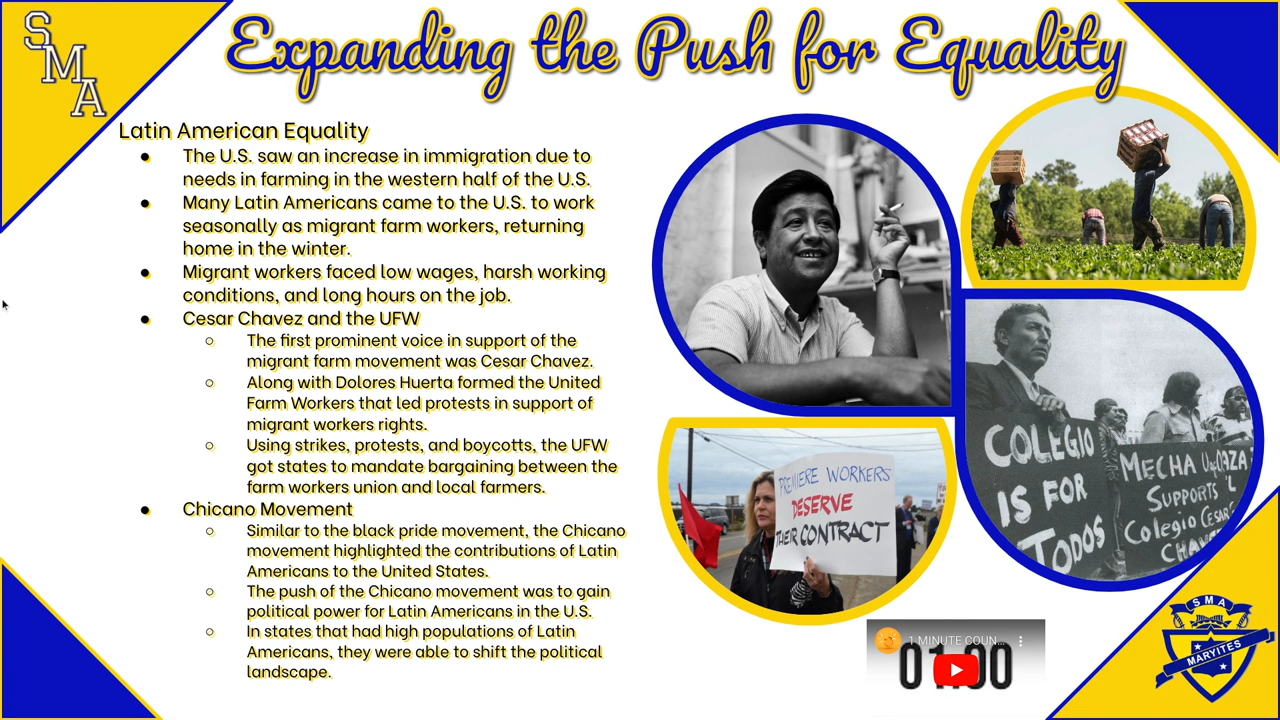 SMA
Expanding the Push for Equality
Latin American Equality
The U.S. saw an increase in immigration due to
needs in farming in the western half of the U.S.
Many Latin Americans came to the U.S. to work
seasonally as migrant farm workers, returning
home in the winter.
Migrant workers faced low wages, harsh working
conditions, and long hours on the job.
Cesar Chavez and the UFW
The first prominent voice in support of the
migrant farm movement was Cesar Chavez.
Along with Dolores Huerta formed the United
Farm Workers that led protests in support of
migrant workers rights.
Using strikes, protests, and boycotts, the UFW
got states to mandate bargaining between the
farm workers union and local farmers.
Chicano Movement
Similar to the black pride movement, the Chicano
movement highlighted the contributions of Latin
Americans to the United States.
The push of the Chicano movement was to gain
political power for Latin Americans in the U.S.
In states that had high populations of Latin
Americans, they were able to shift the political
landscape.
COLEGIO
IS FOR
TODOS
MECHA
SUPPORTS
Colegio
PREMIERE WORKERS
DESERVE
THEIR CONTRACT
1 MINUTE COUN...
SMA
MARYITES